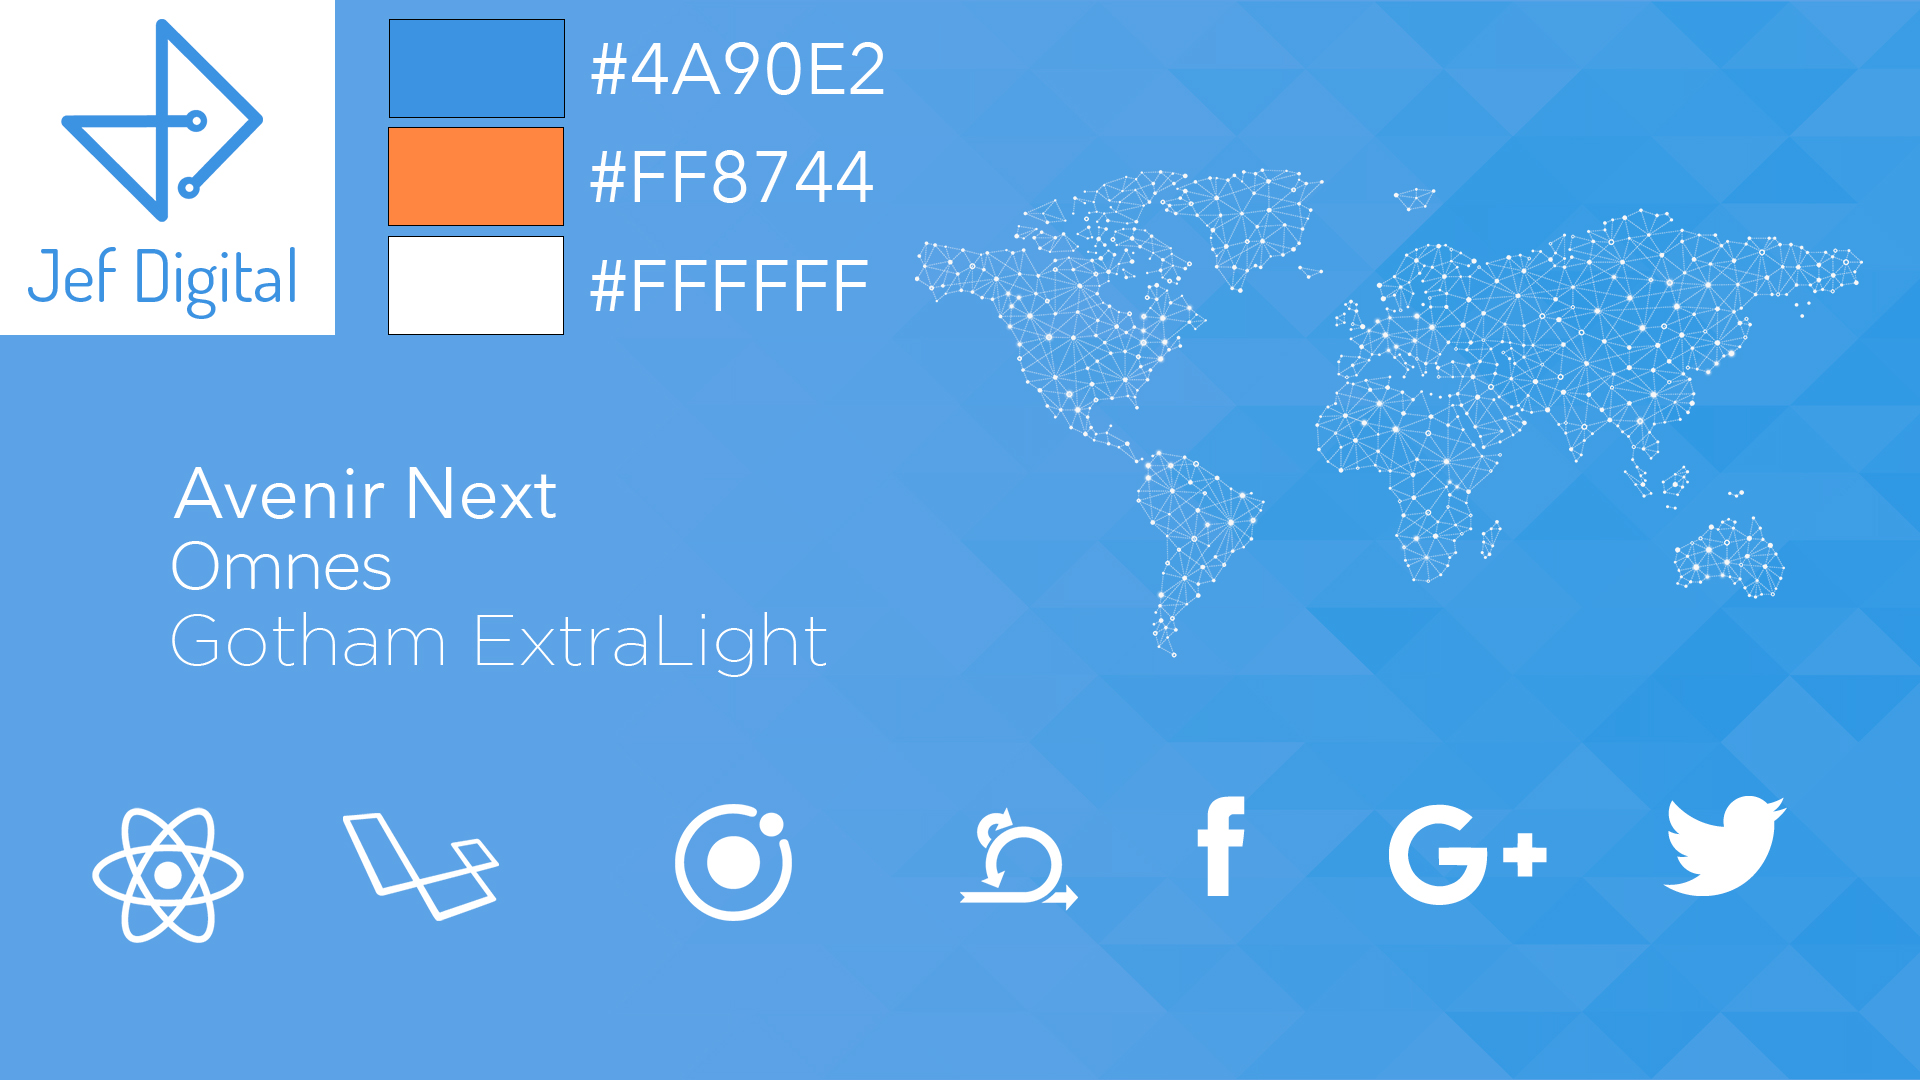 Jef Digital
#4A90E2
#FF8744
#FFFFFF
Avenir Next
Omnes
Gotham ExtraLight
f
G+